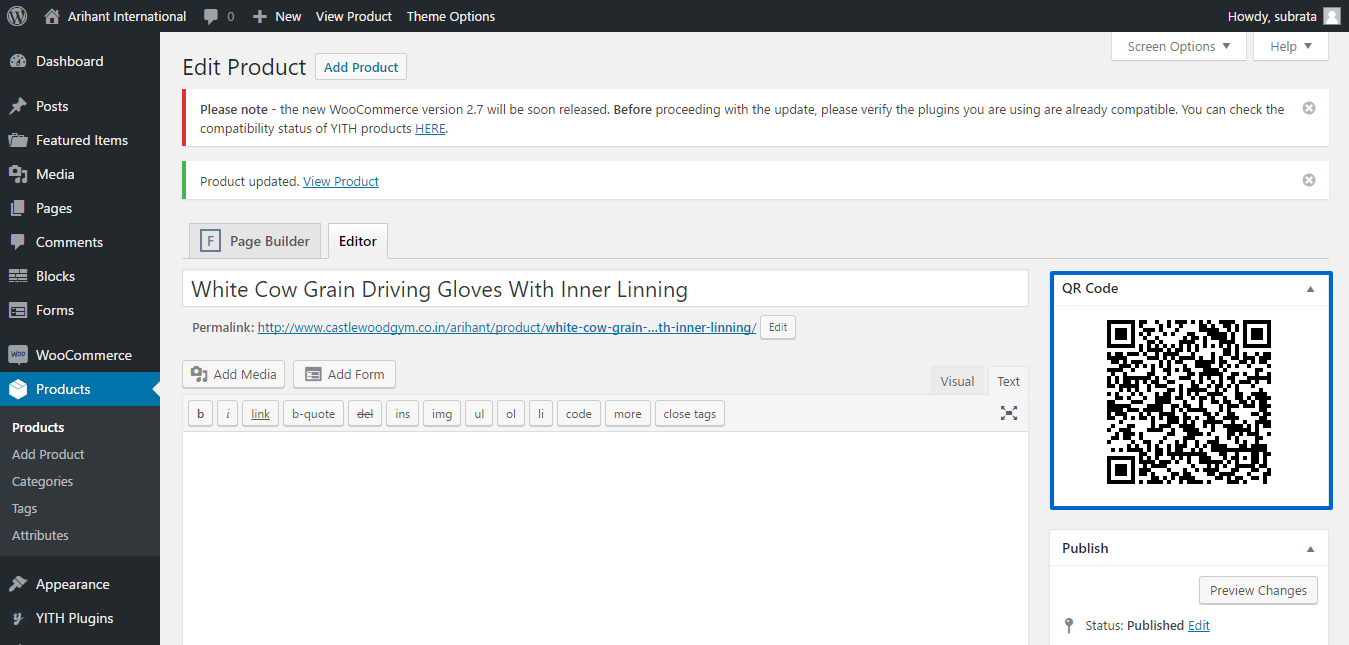 Arihant International 0 New View Product Theme Options Howdy, subrata
Screen Options Help
Dashboard
Posts
Featured Items
Media
Pages
Comments
Blocks
Forms
WOO WooCommerce
Products
Products
Add Product
Categories
Tags
Attributes
Appearance
YITH Plugins
Edit Product Add Product
Please note - the new WooCommerce version 2.7 will be soon released. Before proceeding with the update, please verify the plugins you are using are already compatible. You can check the
compatibility status of YITH products HERE.
Product updated. View Product
F Page Builder Editor
White Cow Grain Driving Gloves With Inner Linning
Permalink: http://www.castlewoodgym.co.in/arihant/product/white-cow-grain-...th-inner-linning/ Edit
Add Media Add Form Visual Text
b i link b-quote del ins img ul ol li code more close tags
QR Code
Publish
Preview Changes
Status: Published Edit